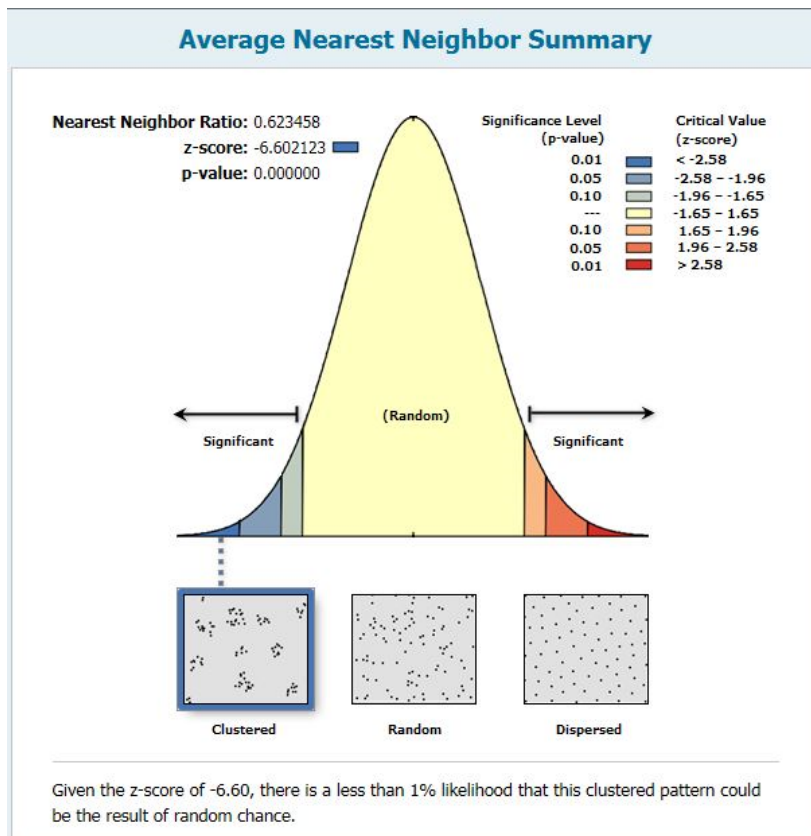 Average Nearest Neighbor Summary
Nearest Neighbor Ratio: 0.623458
z-score: -6.602123
p-value: 0.000000
Significance Level
(p-value)
Critical Value
(z-score)
0.01 < -2.58
0.05 -2.58 – -1.96
0.10 -1.96 – -1.65
--- -1.65 – 1.65
0.10 1.65 – 1.96
0.05 1.96 – 2.58
0.01 > 2.58
(Random)
Significant
Significant
Clustered
Random
Dispersed
Given the z-score of -6.60, there is a less than 1% likelihood that this clustered pattern could
be the result of random chance.